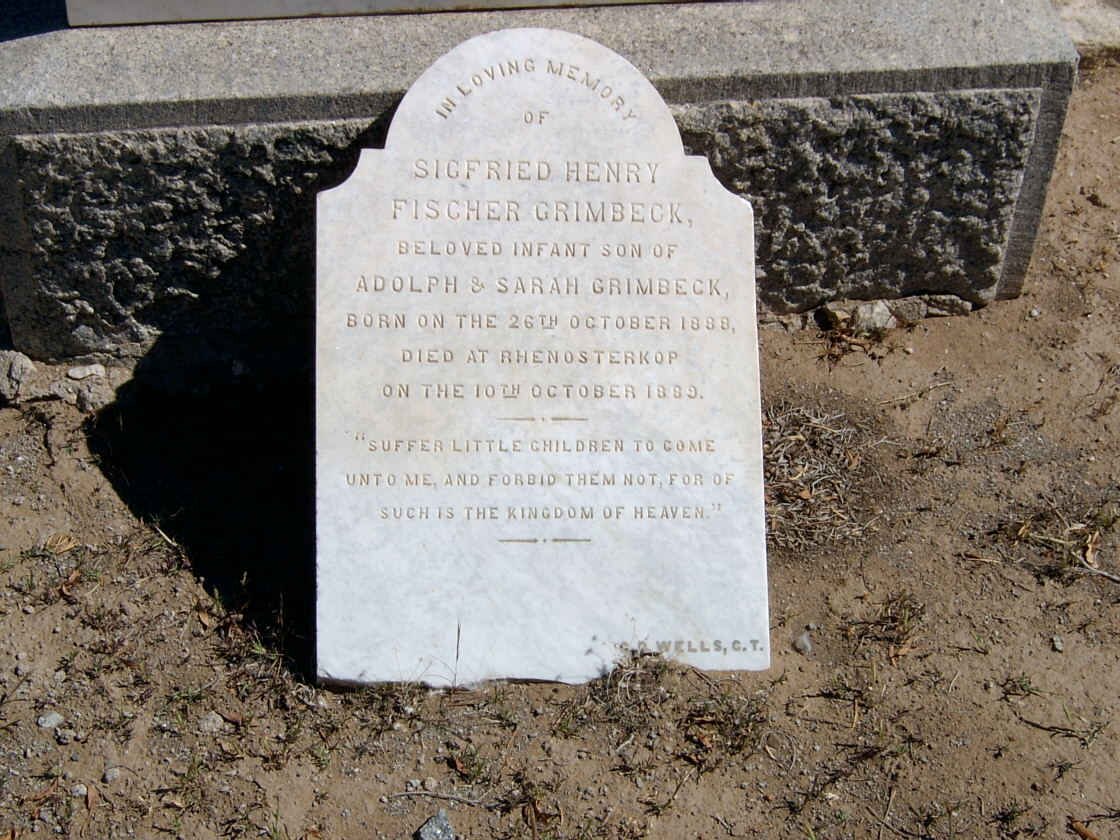 IN LOVING MEMORY
OF
SIGFRIED HENRY
FISCHER GRIMBECK,
BELOVED INFANT SON OF
ADOLPH & SARAH GRIMBECK,
BORN ON THE 26TH OCTOBER 1888,
DIED AT RHENOSTERKOP
ON THE 10TH OCTOBER 1889.
"SUFFER LITTLE CHILDREN TO COME
UNTO ME, AND FORBID THEM NOT, FOR OF
SUCH IS THE KINGDOM OF HEAVEN."
WELLS, C.T.